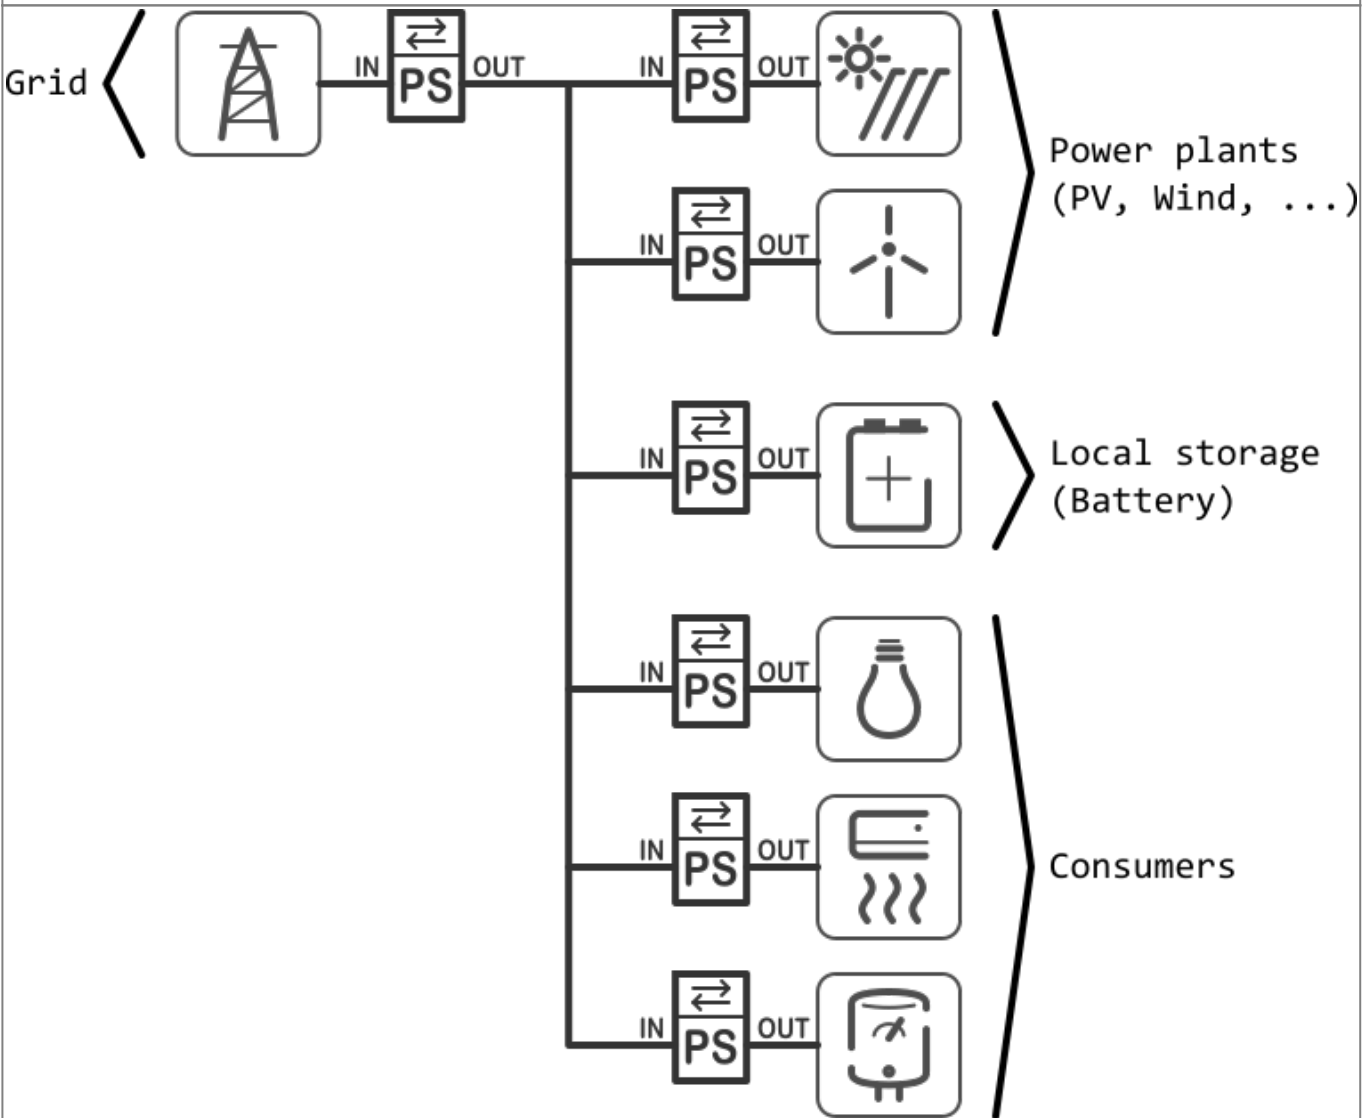 Grid
IN PS OUT
IN PS OUT
Power plants
(PV, Wind, ...)
IN PS OUT
IN PS OUT
Local storage
(Battery)
IN PS OUT
IN PS OUT
Consumers
IN PS OUT